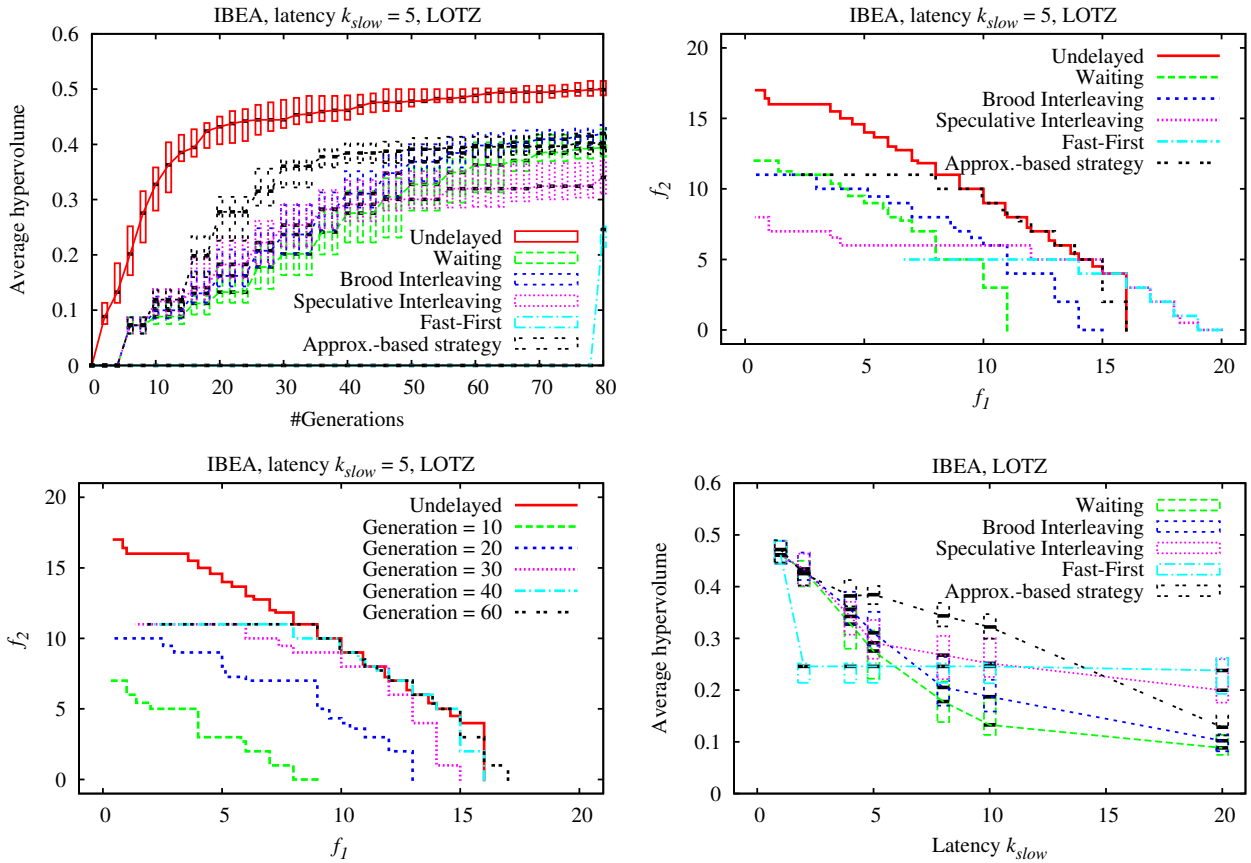 IBEA, latency k_slow = 5, LOTZ
0.6
0.5
0.4
0.3
0.2
0.1
0
Average hypervolume
Undelayed
Waiting
Brood Interleaving
Speculative Interleaving
Fast-First
Approx.-based strategy
0 10 20 30 40 50 60 70 80
#Generations
IBEA, latency k_slow = 5, LOTZ
20
15
10
5
0
f_2
Undelayed
Waiting
Brood Interleaving
Speculative Interleaving
Fast-First
Approx.-based strategy
0 5 10 15 20
f_1
IBEA, latency k_slow = 5, LOTZ
20
15
10
5
0
f_2
Undelayed
Generation = 10
Generation = 20
Generation = 30
Generation = 40
Generation = 60
0 5 10 15 20
f_1
IBEA, LOTZ
0.6
0.5
0.4
0.3
0.2
0.1
0
Average hypervolume
Waiting
Brood Interleaving
Speculative Interleaving
Fast-First
Approx.-based strategy
0 5 10 15 20
Latency k_slow